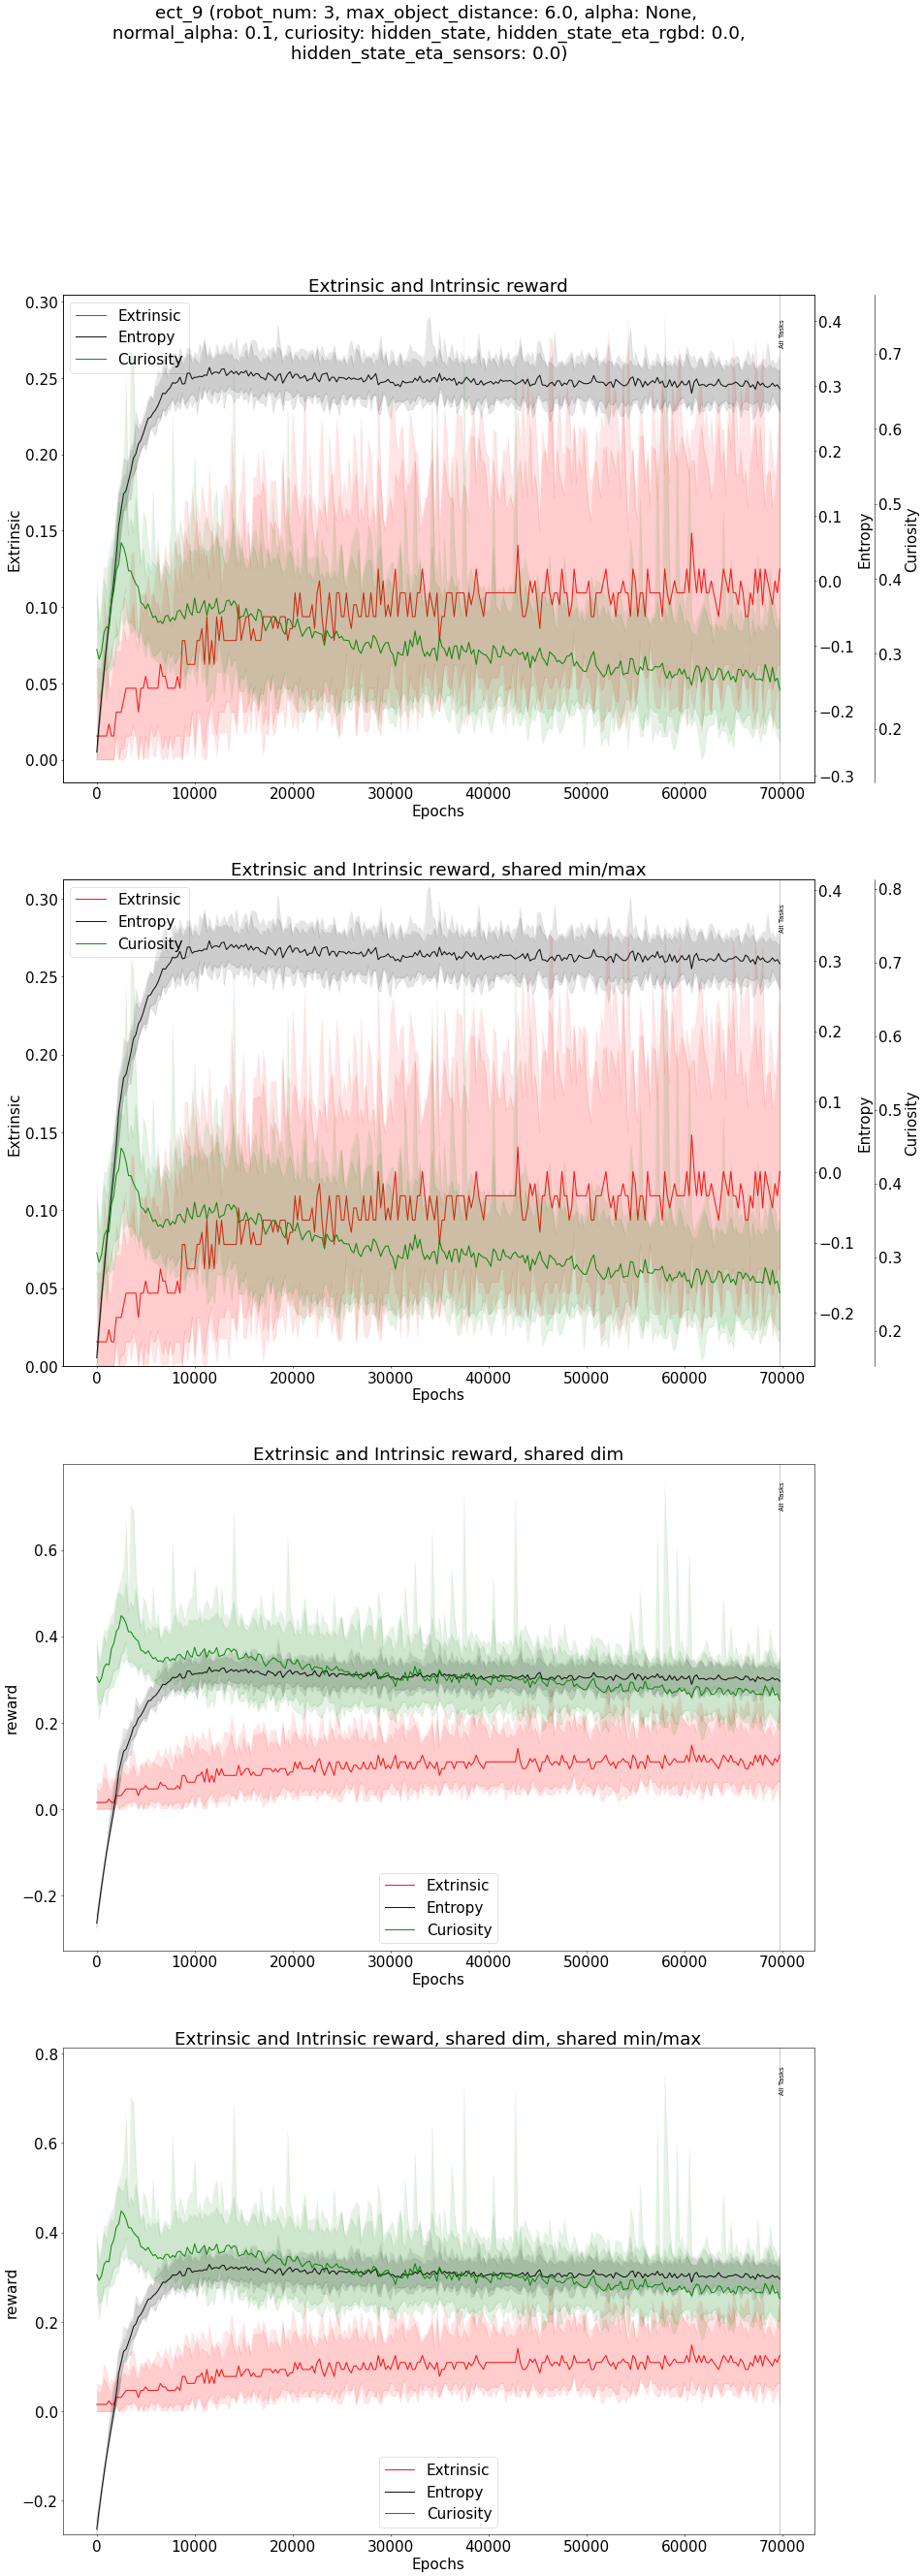 ect_9 (robot_num: 3, max_object_distance: 6.0, alpha: None,
normal_alpha: 0.1, curiosity: hidden_state, hidden_state_eta_rgbd: 0.0,
hidden_state_eta_sensors: 0.0)
Extrinsic and Intrinsic reward
Extrinsic
Entropy
Curiosity
All Tasks
0.30
0.25
0.20
0.15
0.10
0.05
0.00
Extrinsic
0.4
0.3
0.2
0.1
0.0
−0.1
−0.2
−0.3
Entropy
0.7
0.6
0.5
0.4
0.3
0.2
Curiosity
0 10000 20000 30000 40000 50000 60000 70000
Epochs
Extrinsic and Intrinsic reward, shared min/max
Extrinsic
Entropy
Curiosity
All Tasks
0.30
0.25
0.20
0.15
0.10
0.05
0.00
Extrinsic
0.4
0.3
0.2
0.1
0.0
−0.1
−0.2
Entropy
0.8
0.7
0.6
0.5
0.4
0.3
0.2
Curiosity
0 10000 20000 30000 40000 50000 60000 70000
Epochs
Extrinsic and Intrinsic reward, shared dim
All Tasks
0.6
0.4
0.2
0.0
−0.2
reward
Extrinsic
Entropy
Curiosity
0 10000 20000 30000 40000 50000 60000 70000
Epochs
Extrinsic and Intrinsic reward, shared dim, shared min/max
All Tasks
0.8
0.6
0.4
0.2
0.0
−0.2
reward
Extrinsic
Entropy
Curiosity
0 10000 20000 30000 40000 50000 60000 70000
Epochs